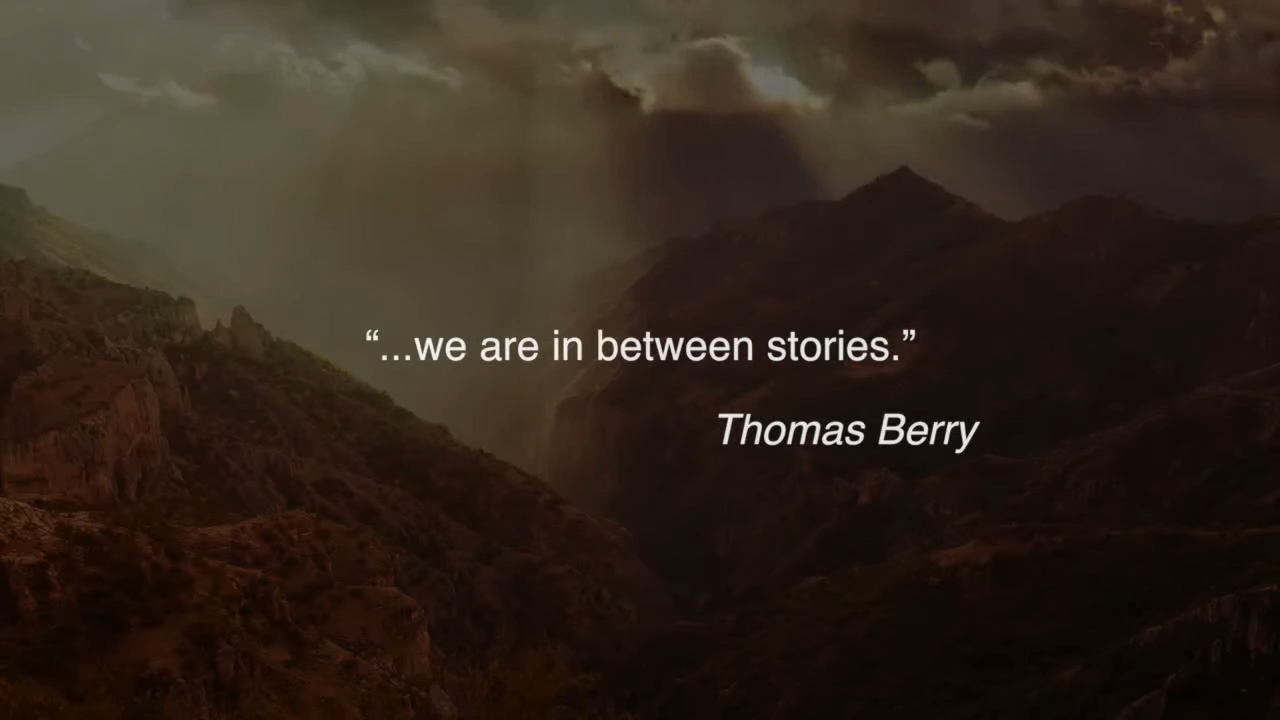 “...we are in between stories.”
Thomas Berry